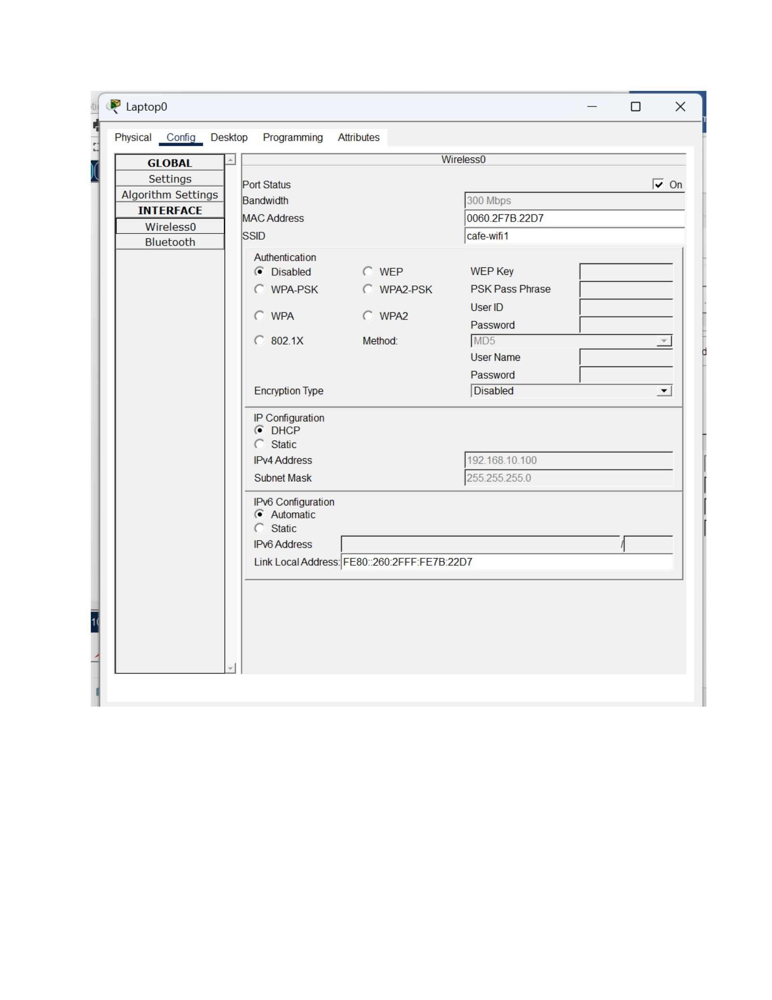 Laptop0
Physical Config Desktop Programming Attributes
GLOBAL
Settings
Algorithm Settings
INTERFACE
Wireless0
Bluetooth
Wireless0
Port Status On
Bandwidth 300 Mbps
MAC Address 0060.2F7B.22D7
SSID cafe-wifi1
Authentication
Disabled WEP WEP Key
WPA-PSK WPA2-PSK PSK Pass Phrase
User ID
WPA WPA2
Password
802.1X Method: MD5
User Name
Password
Encryption Type Disabled
IP Configuration
DHCP
Static
IPv4 Address 192.168.10.100
Subnet Mask 255.255.255.0
IPv6 Configuration
Automatic
Static
IPv6 Address /
Link Local Address: FE80::260:2FFF:FE7B:22D7